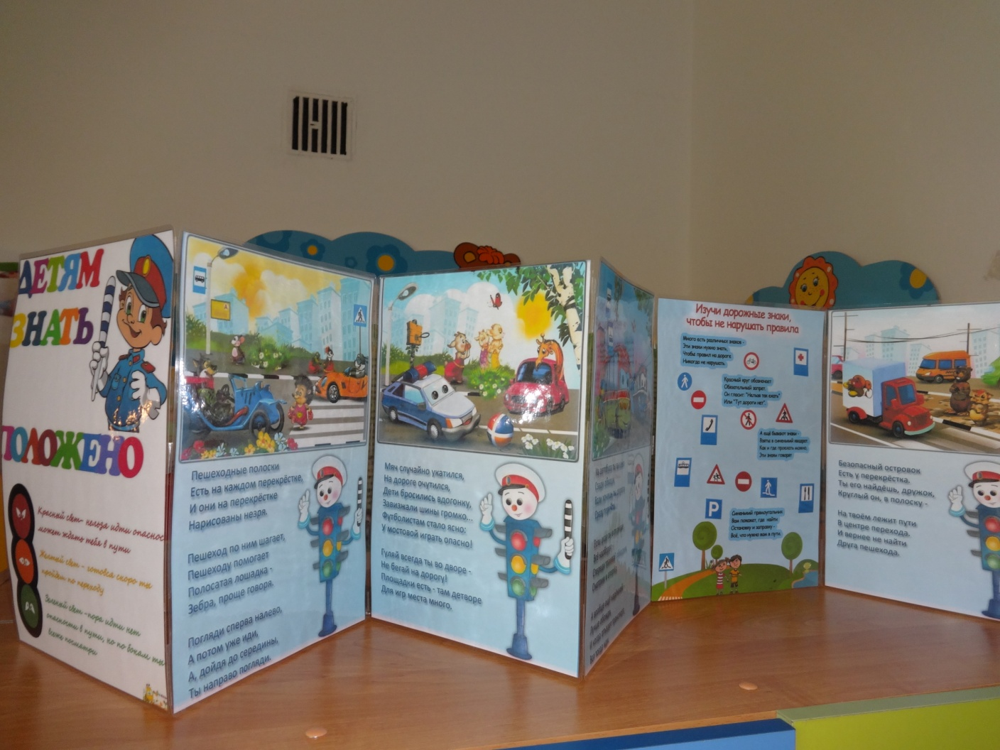 ДЕТЯМ
ЗНАТЬ
ПОЛОЖЕНО
Красный свет- нельзя идти опаснос
может ждать тебя в пути
Желтый свет - готовся скоро ты
пройдёт по переходу
Зелёный свет -пора идти нет
опасности в пути, но по бокам ты
всеже посматри
Пешеходные полоски
Есть на каждом перекрёстке,
И они на перекрёстке
Нарисованы незря.
Пешеход по ним шагает,
Пешеходу помогает
Полосатая лошадка -
Зебра, проще говоря.
Погляди сперва налево,
А потом уже иди,
А, дойдя до середины,
Ты направо погляди.
Мяч случайно укатился,
На дороге очутился,
Дети бросились вдогонку,
Завизжали шины громко...
Футболистам стало ясно:
У мостовой играть опасно!
Гуляй всегда ты во дворе -
Не бегай на дорогу!
Площадки есть - там детворе
Для игр места много.
Изучи дорожные знаки,
чтобы не нарушать правила
Много есть различных знаков -
Эти знаки нужно знать,
Чтобы правил на дороге
Никогда не нарушать.
Красный круг обозначает
Обязательный запрет.
Он гласит: "Нельзя так ехать"
Или "Тут дороги нет".
А ещё бывают знаки -
Взяты в синенький квадрат.
Как и где проехать можно,
Эти знаки говорят
P
Синенький прямоугольник
Вам покажет, где найти
Остановку и заправку -
Всё, что нужно вам в пути.
Безопасный островок
Есть у перекрёстка.
Ты его найдёшь, дружок,
Круглый он, а полоску -
На твоём лежит пути
В центре перехода.
И вернее не найти
Друга пешехода.